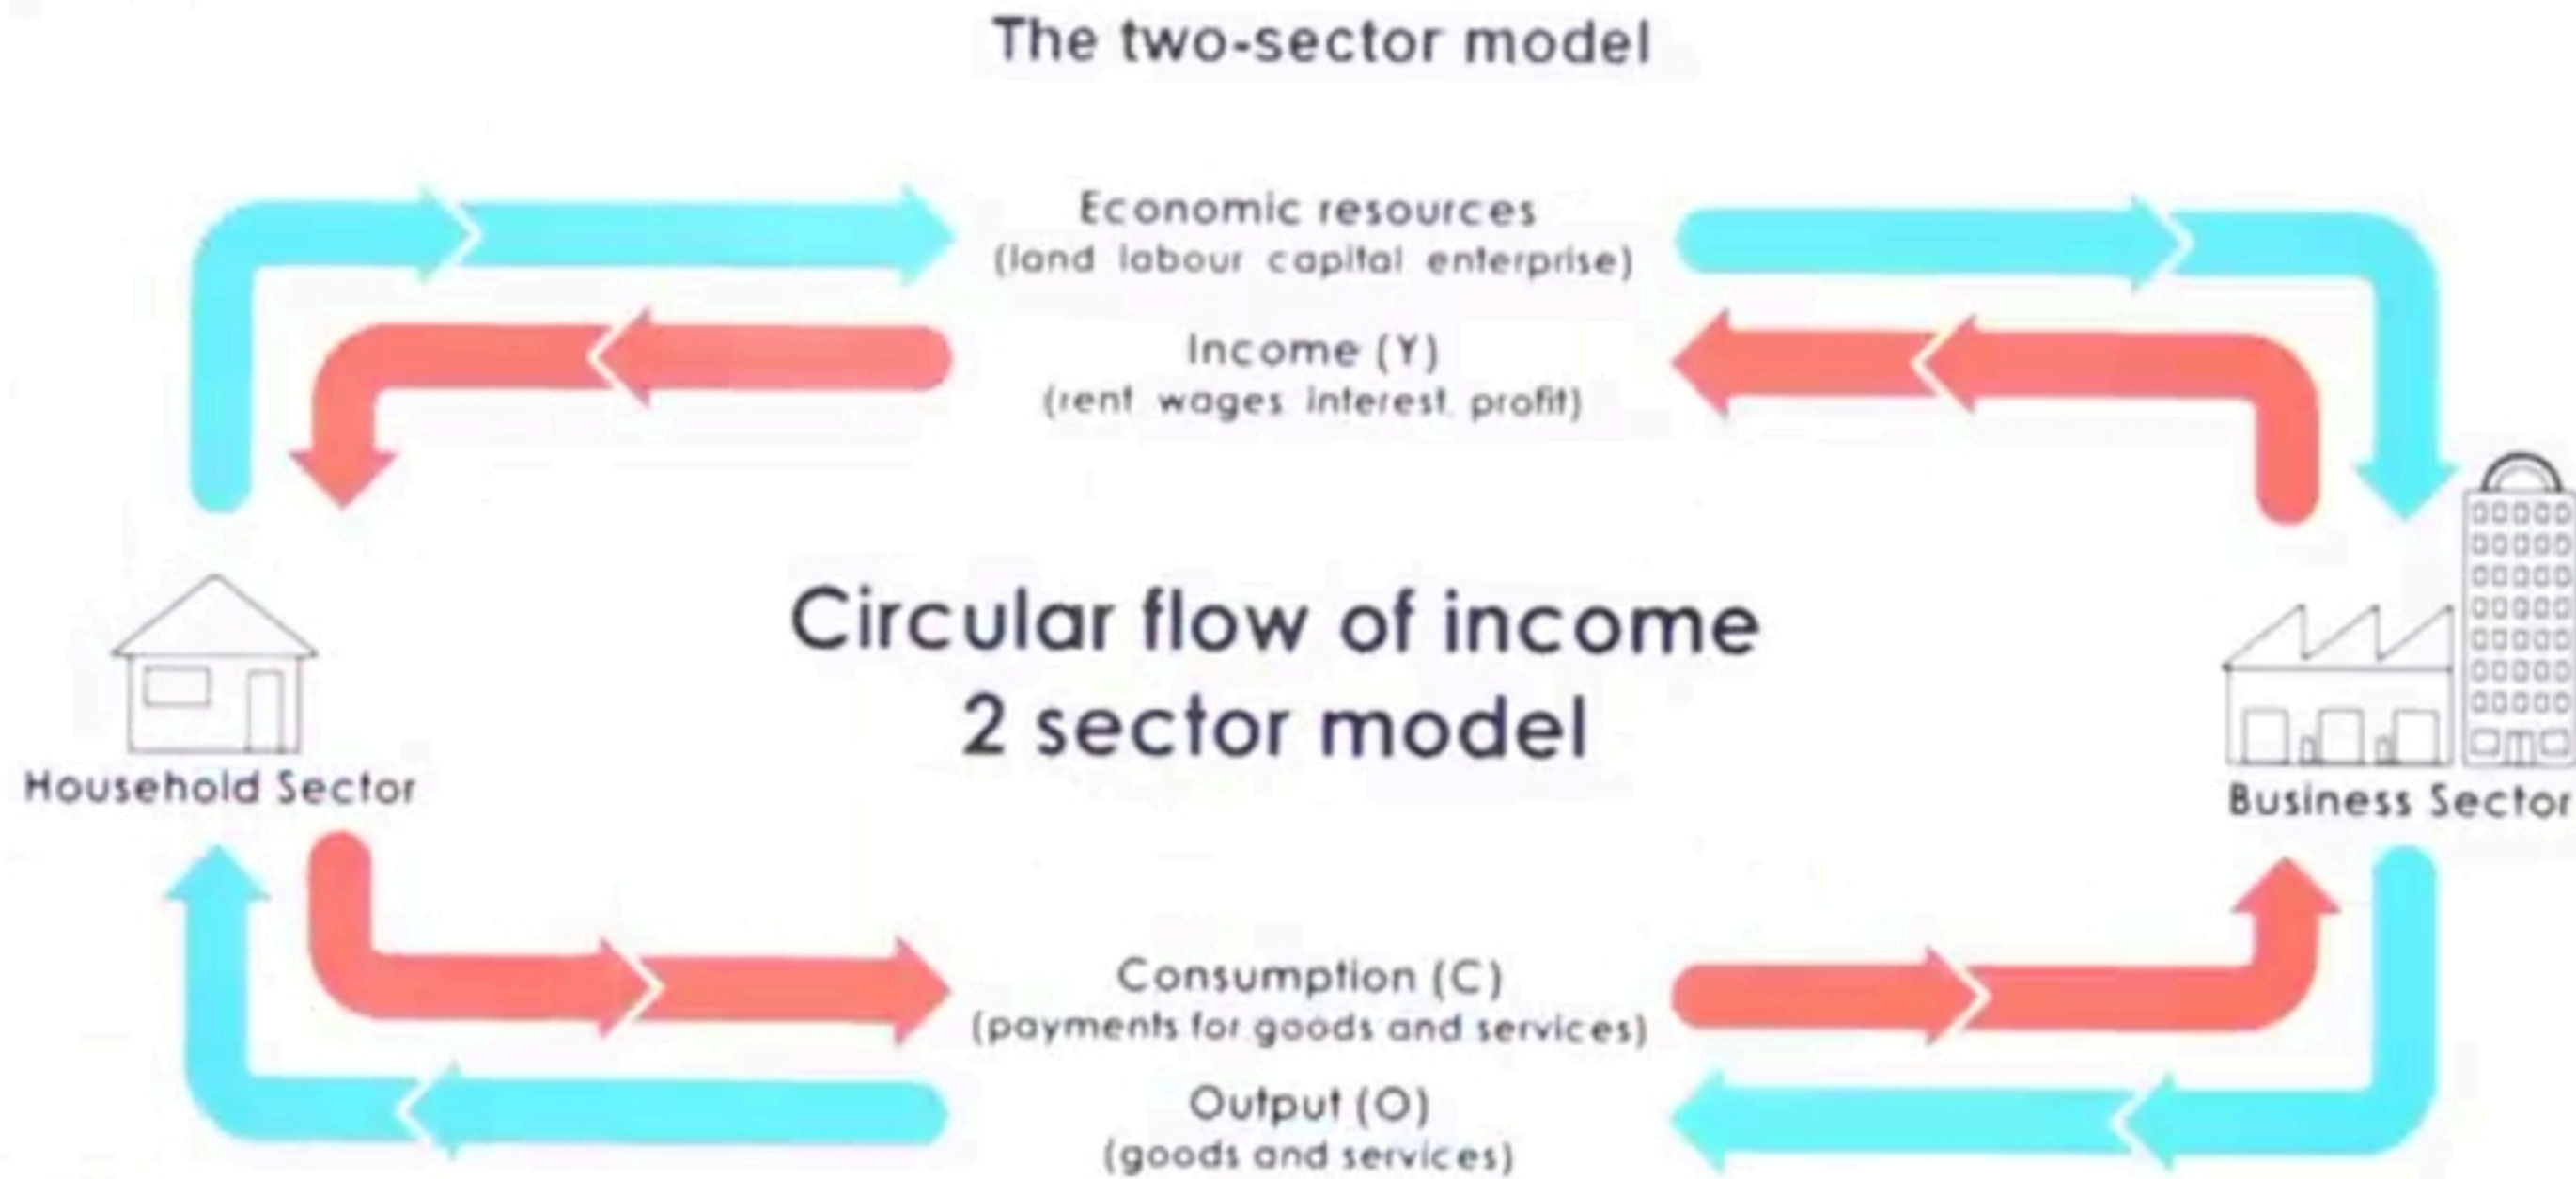 The two-sector model
Economic resources
(land labour capital enterprise)
Income (Y)
(rent wages interest profit)
Circular flow of income
2 sector model
Household Sector
Business Sector
Consumption (C)
(payments for goods and services)
Output (O)
(goods and services)